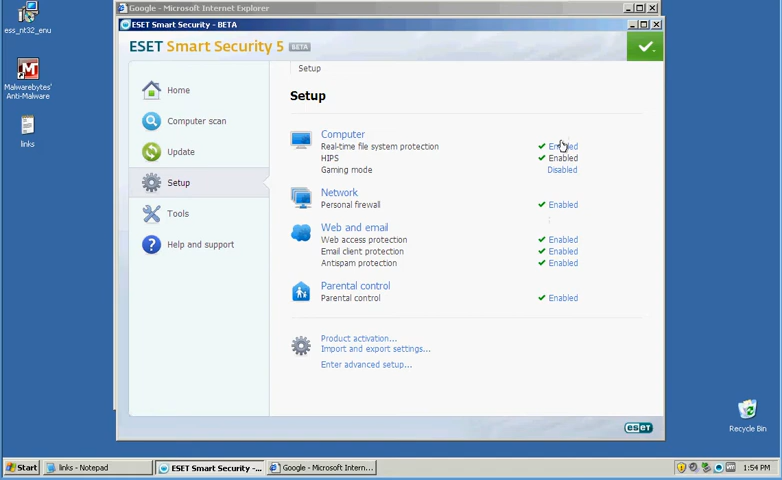 Google - Microsoft Internet Explorer
ESET Smart Security - BETA
ess_nt32_enu
ESET Smart Security 5 BETA
Setup
Malwarebytes'
Anti-Malware
links
Home
Computer scan
Update
Setup
Tools
Help and support
Setup
Computer
Real-time file system protection Enabled
HIPS Enabled
Gaming mode Disabled
Network
Personal firewall Enabled
Web and email
Web access protection Enabled
Email client protection Enabled
Antispam protection Enabled
Parental control
Parental control Enabled
Product activation...
Import and export settings...
Enter advanced setup...
eset
Recycle Bin
Start links - Notepad ESET Smart Security -... Google - Microsoft Intern... 1:54 PM